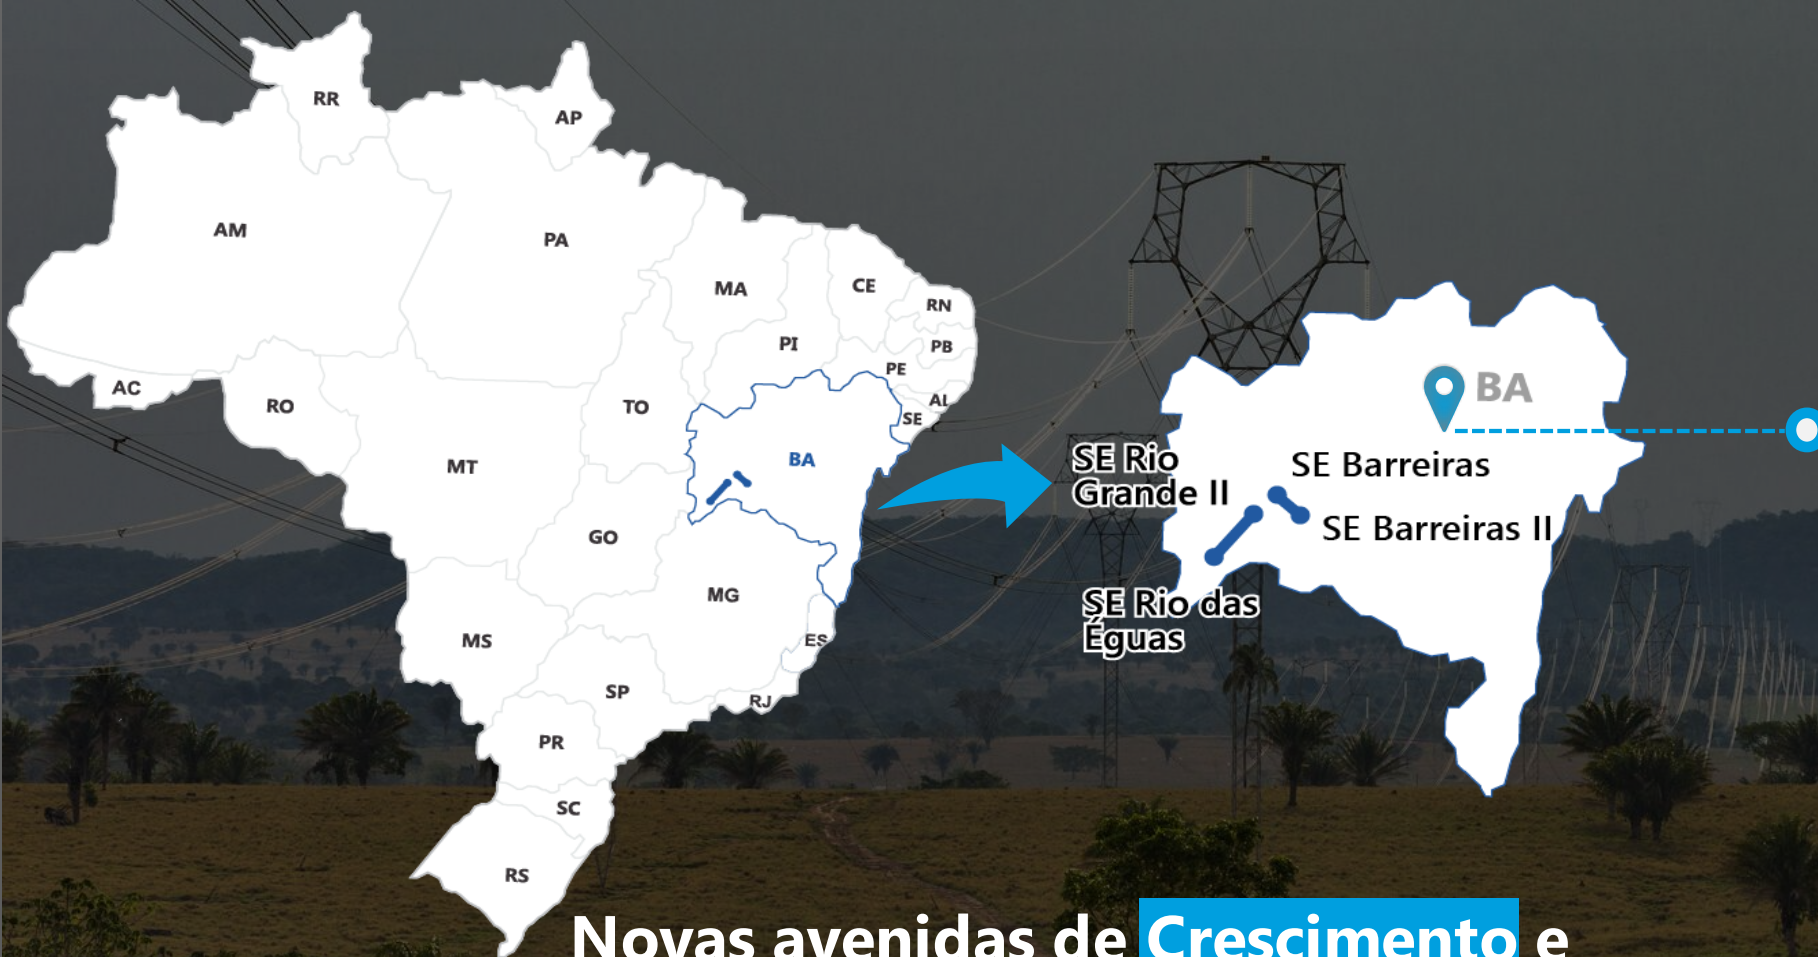 RR
AP
AM
PA
MA
CE
RN
PI
PB
PE
AC
RO
TO
AL
SE
MT
BA
GO
MG
MS
ES
SP
RJ
PR
SC
RS
BA
SE Rio
Grande II
SE Barreiras
SE Barreiras II
SE Rio das
Éguas
Novas avenidas de Crescimento e